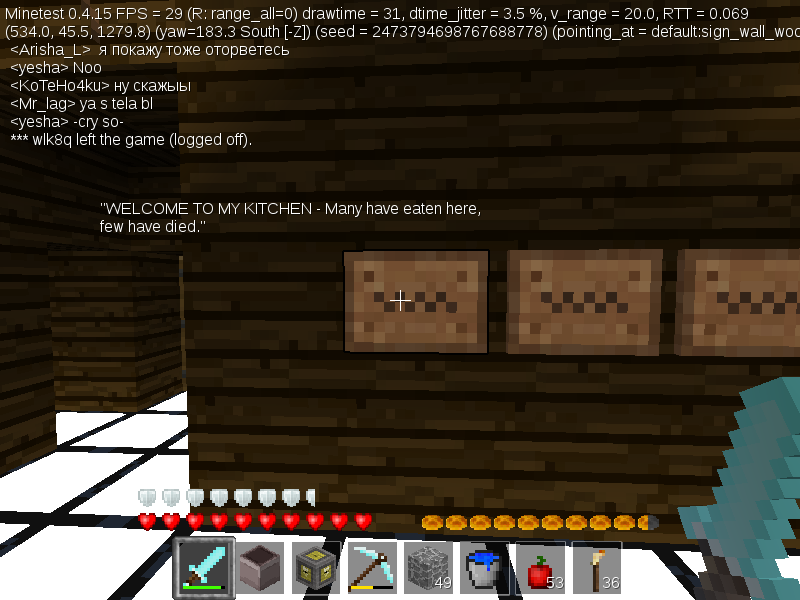 Minetest 0.4.15 FPS = 29 (R: range_all=0) drawtime = 31, dtime_jitter = 3.5 %, v_range = 20.0, RTT = 0.069
(534.0, 45.5, 1279.8) (yaw=183.3 South [-Z]) (seed = 2473794698767688778) (pointing_at = default:sign_wall_woo
<Arisha_L> я покажу тоже оторветесь
<yesha> Noo
<KoTeHo4ku> ну скажыы
<Mr_lag> ya s tela bl
<yesha> -cry so-
*** wlk8q left the game (logged off).
"WELCOME TO MY KITCHEN - Many have eaten here,
few have died."
49
53
36